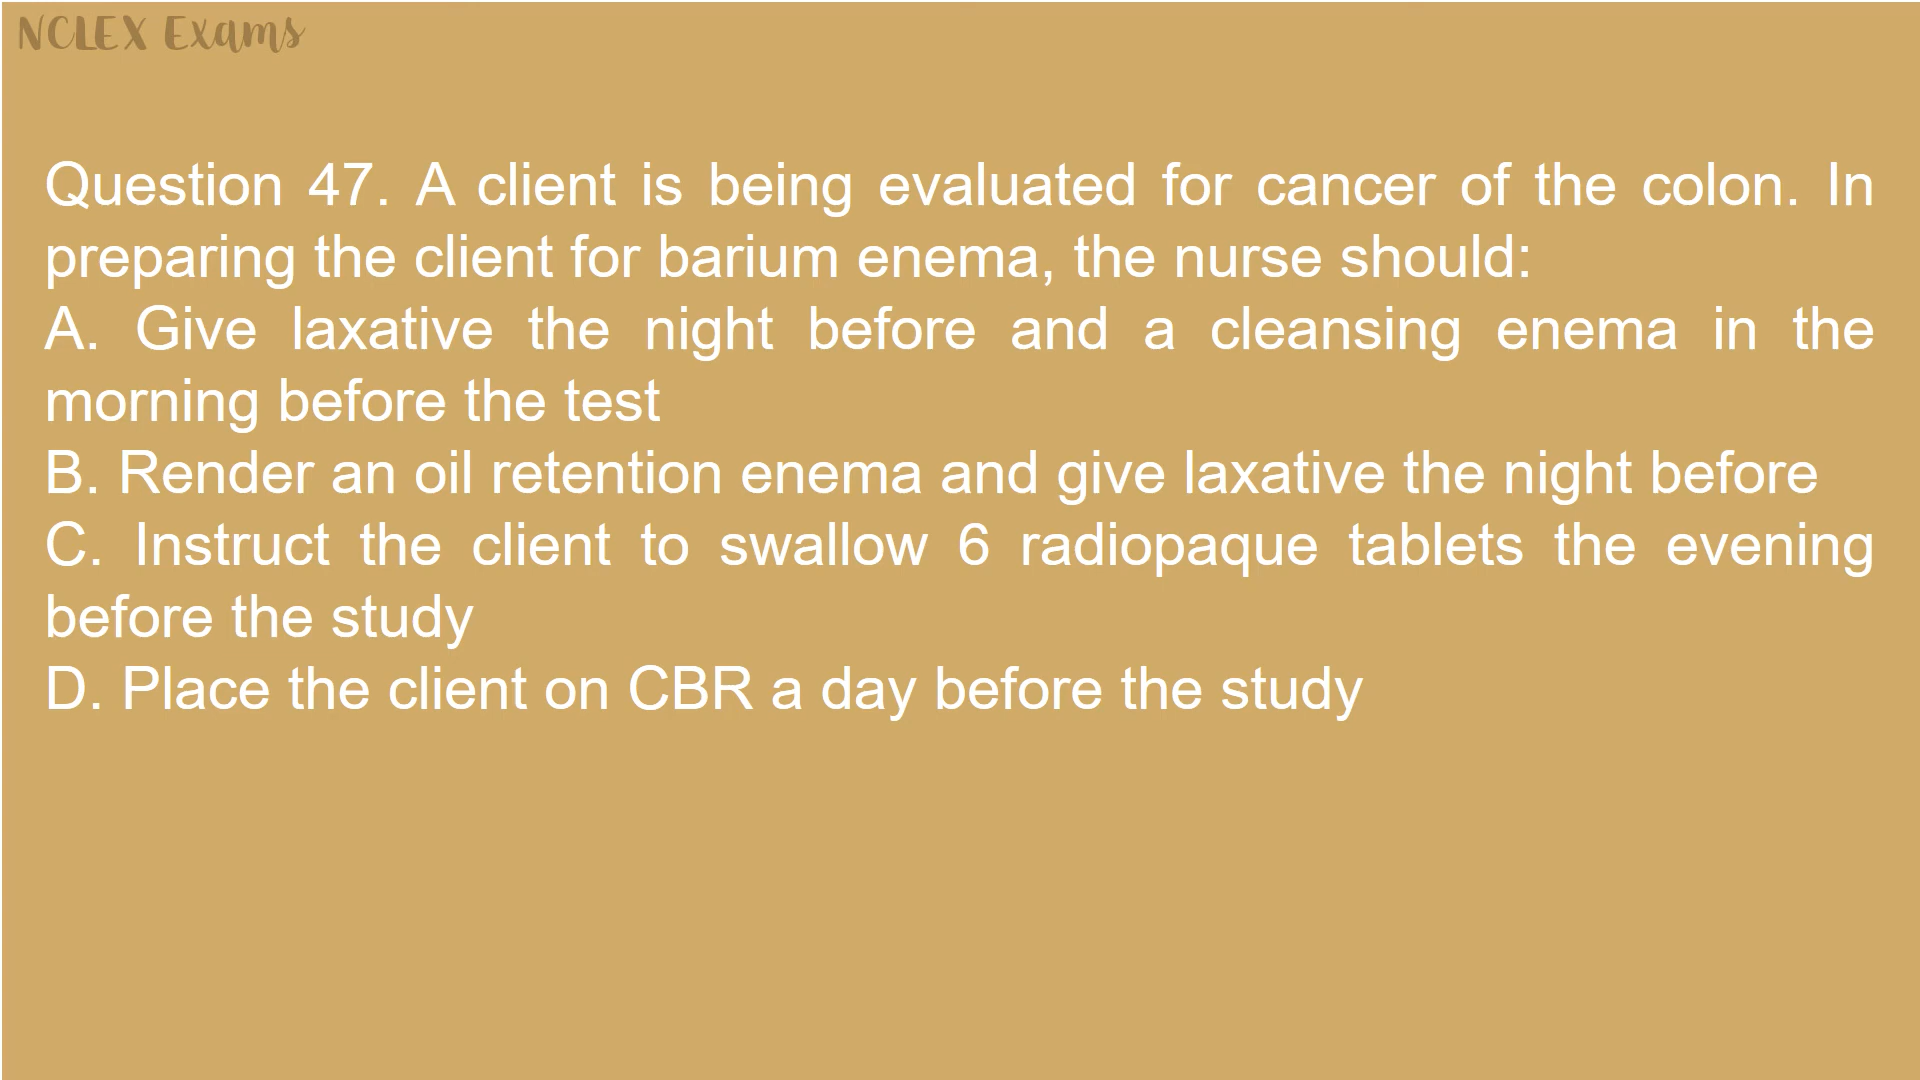 NCLEX Exams
Question 47. A client is being evaluated for cancer of the colon. In
preparing the client for barium enema, the nurse should:
A. Give laxative the night before and a cleansing enema in the
morning before the test
B. Render an oil retention enema and give laxative the night before
C. Instruct the client to swallow 6 radiopaque tablets the evening
before the study
D. Place the client on CBR a day before the study